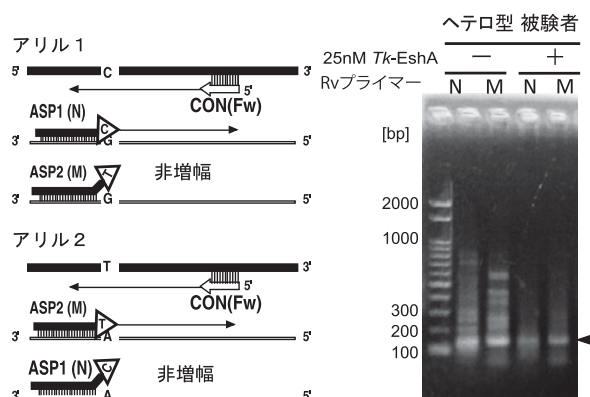 アリル 1
5' C 3'
5'
CON(Fw)
ASP1 (N)
C
3' G 5'
ASP2 (M)
T
非増幅
3' G 5'
アリル 2
T 3'
5'
CON(Fw)
ASP2 (M)
T
3' A 5'
ASP1 (N)
C
非増幅
3' A 5'
ヘテロ型 被験者
25nM Tk-EshA − +
Rvプライマー N M N M
[bp]
2000
1000
300
200
100